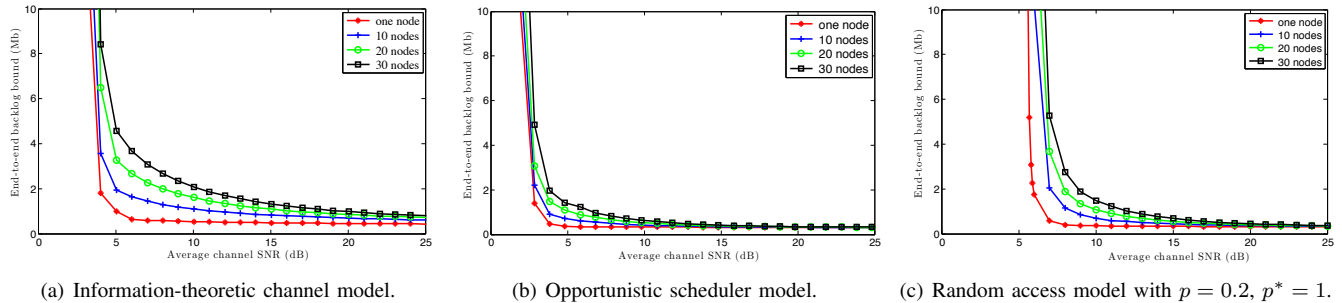 10
8
6
4
2
0
0
5
10
15
20
25
End-to-end backlog bound (Mb)
Average channel SNR (dB)
one node
10 nodes
20 nodes
30 nodes
(a) Information-theoretic channel model.
10
8
6
4
2
0
0
5
10
15
20
25
End-to-end backlog bound (Mb)
Average channel SNR (dB)
one node
10 nodes
20 nodes
30 nodes
(b) Opportunistic scheduler model.
10
8
6
4
2
0
0
5
10
15
20
25
End-to-end backlog bound (Mb)
Average channel SNR (dB)
one node
10 nodes
20 nodes
30 nodes
(c) Random access model with p = 0.2, p* = 1.